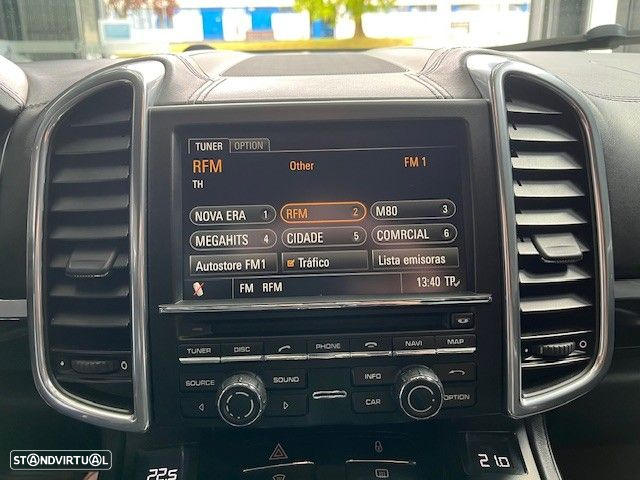 TUNER OPTION
RFM Other FM 1
TH
NOVA ERA 1 RFM 2 M80 3
MEGAHITS 4 CIDADE 5 COMRCIAL 6
Autostore FM1 Tráfico Lista emisoras
FM RFM 13:40 TP
TUNER DISC PHONE NAVI MAP
SOURCE SOUND INFO
CAR OPTION
STANDVIRTUAL 22.5 21.0